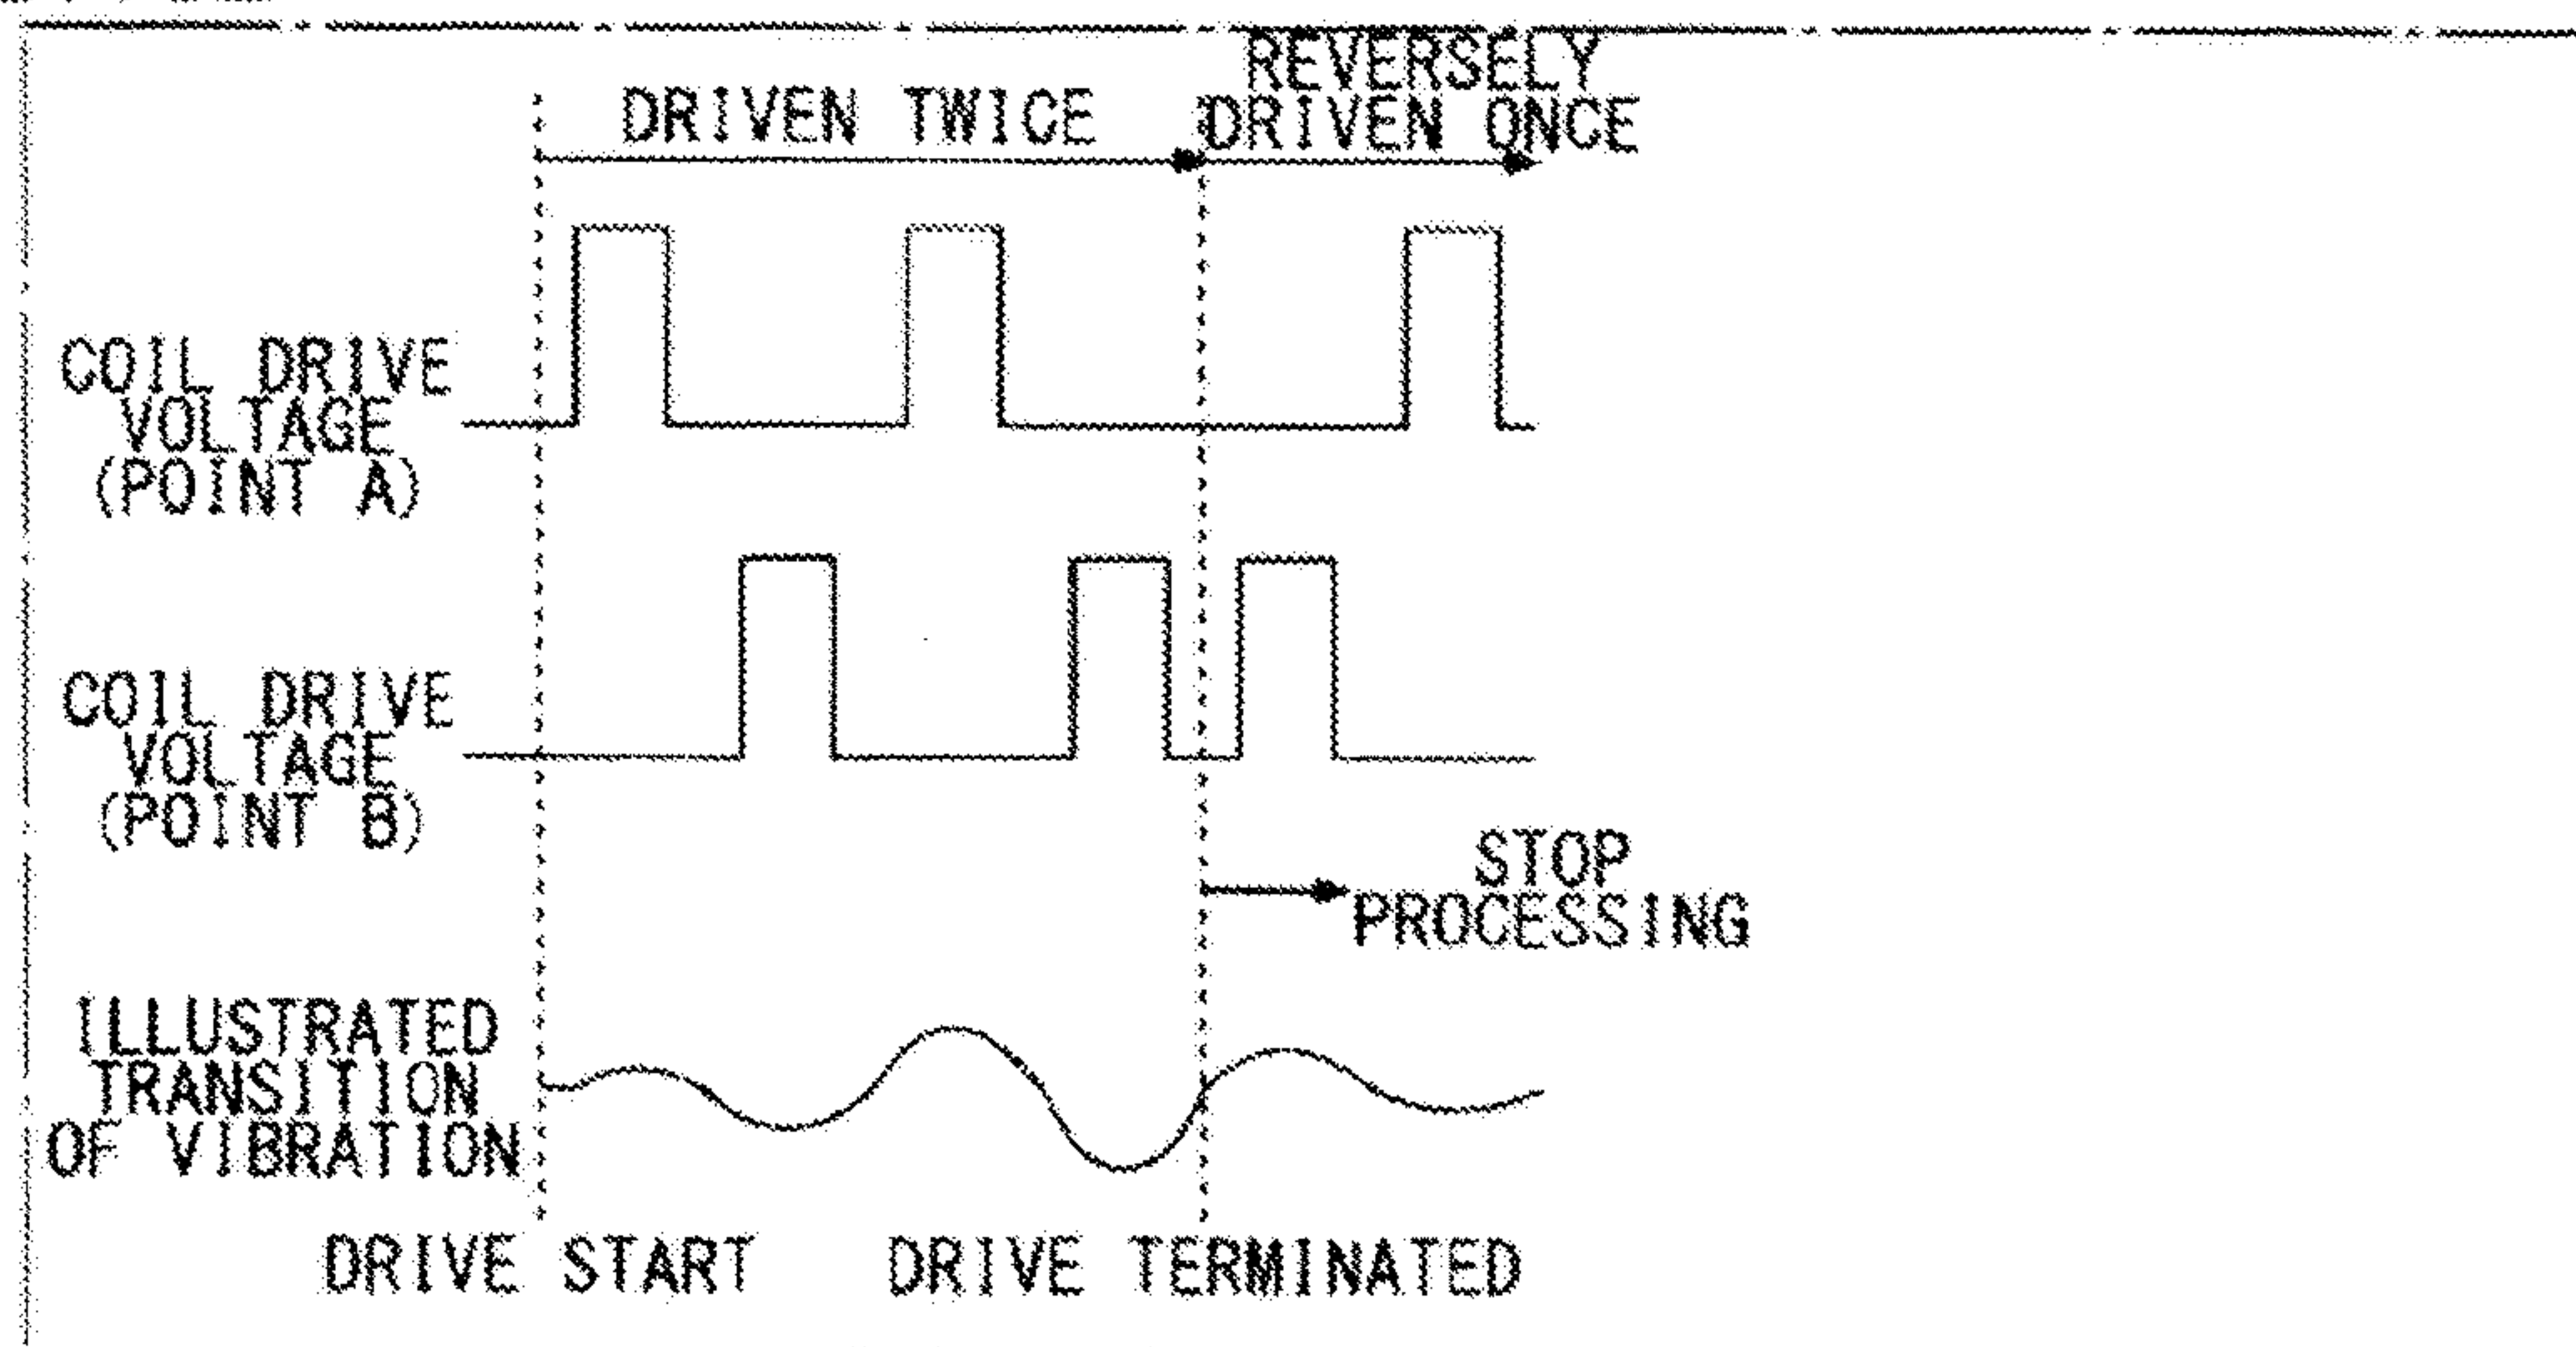 REVERSELY
DRIVEN TWICE DRIVEN ONCE
COIL DRIVE
VOLTAGE
(POINT A)
COIL DRIVE
VOLTAGE
(POINT B)
STOP
PROCESSING
ILLUSTRATED
TRANSITION
OF VIBRATION
DRIVE START DRIVE TERMINATED